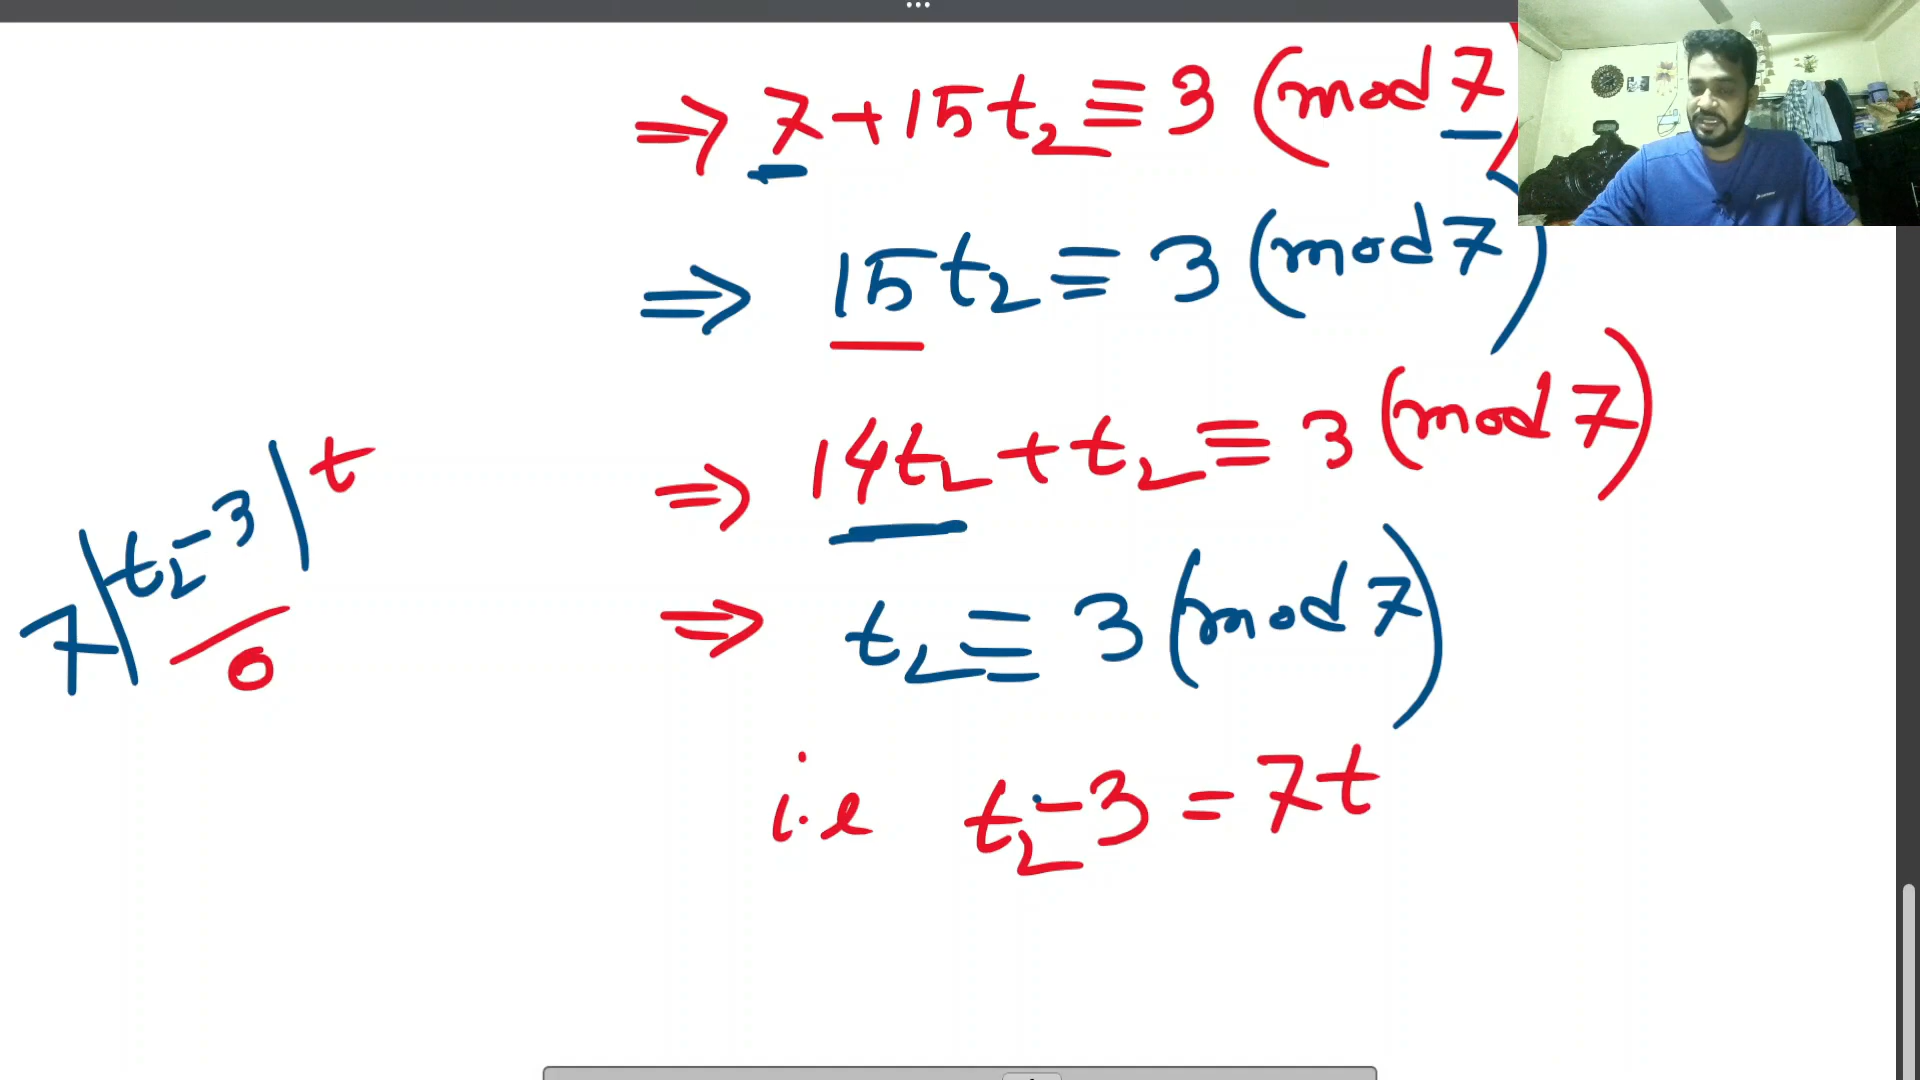 ⇒ 7 + 15t₂ ≡ 3 (mod 7
⇒ 15t₂ ≡ 3 (mod 7)
⇒ 14t₂ + t₂ ≡ 3 (mod 7)
⇒ t₂ ≡ 3 (mod 7)
i.e t₂ - 3 = 7t
7 | t₂ - 3 | t
0